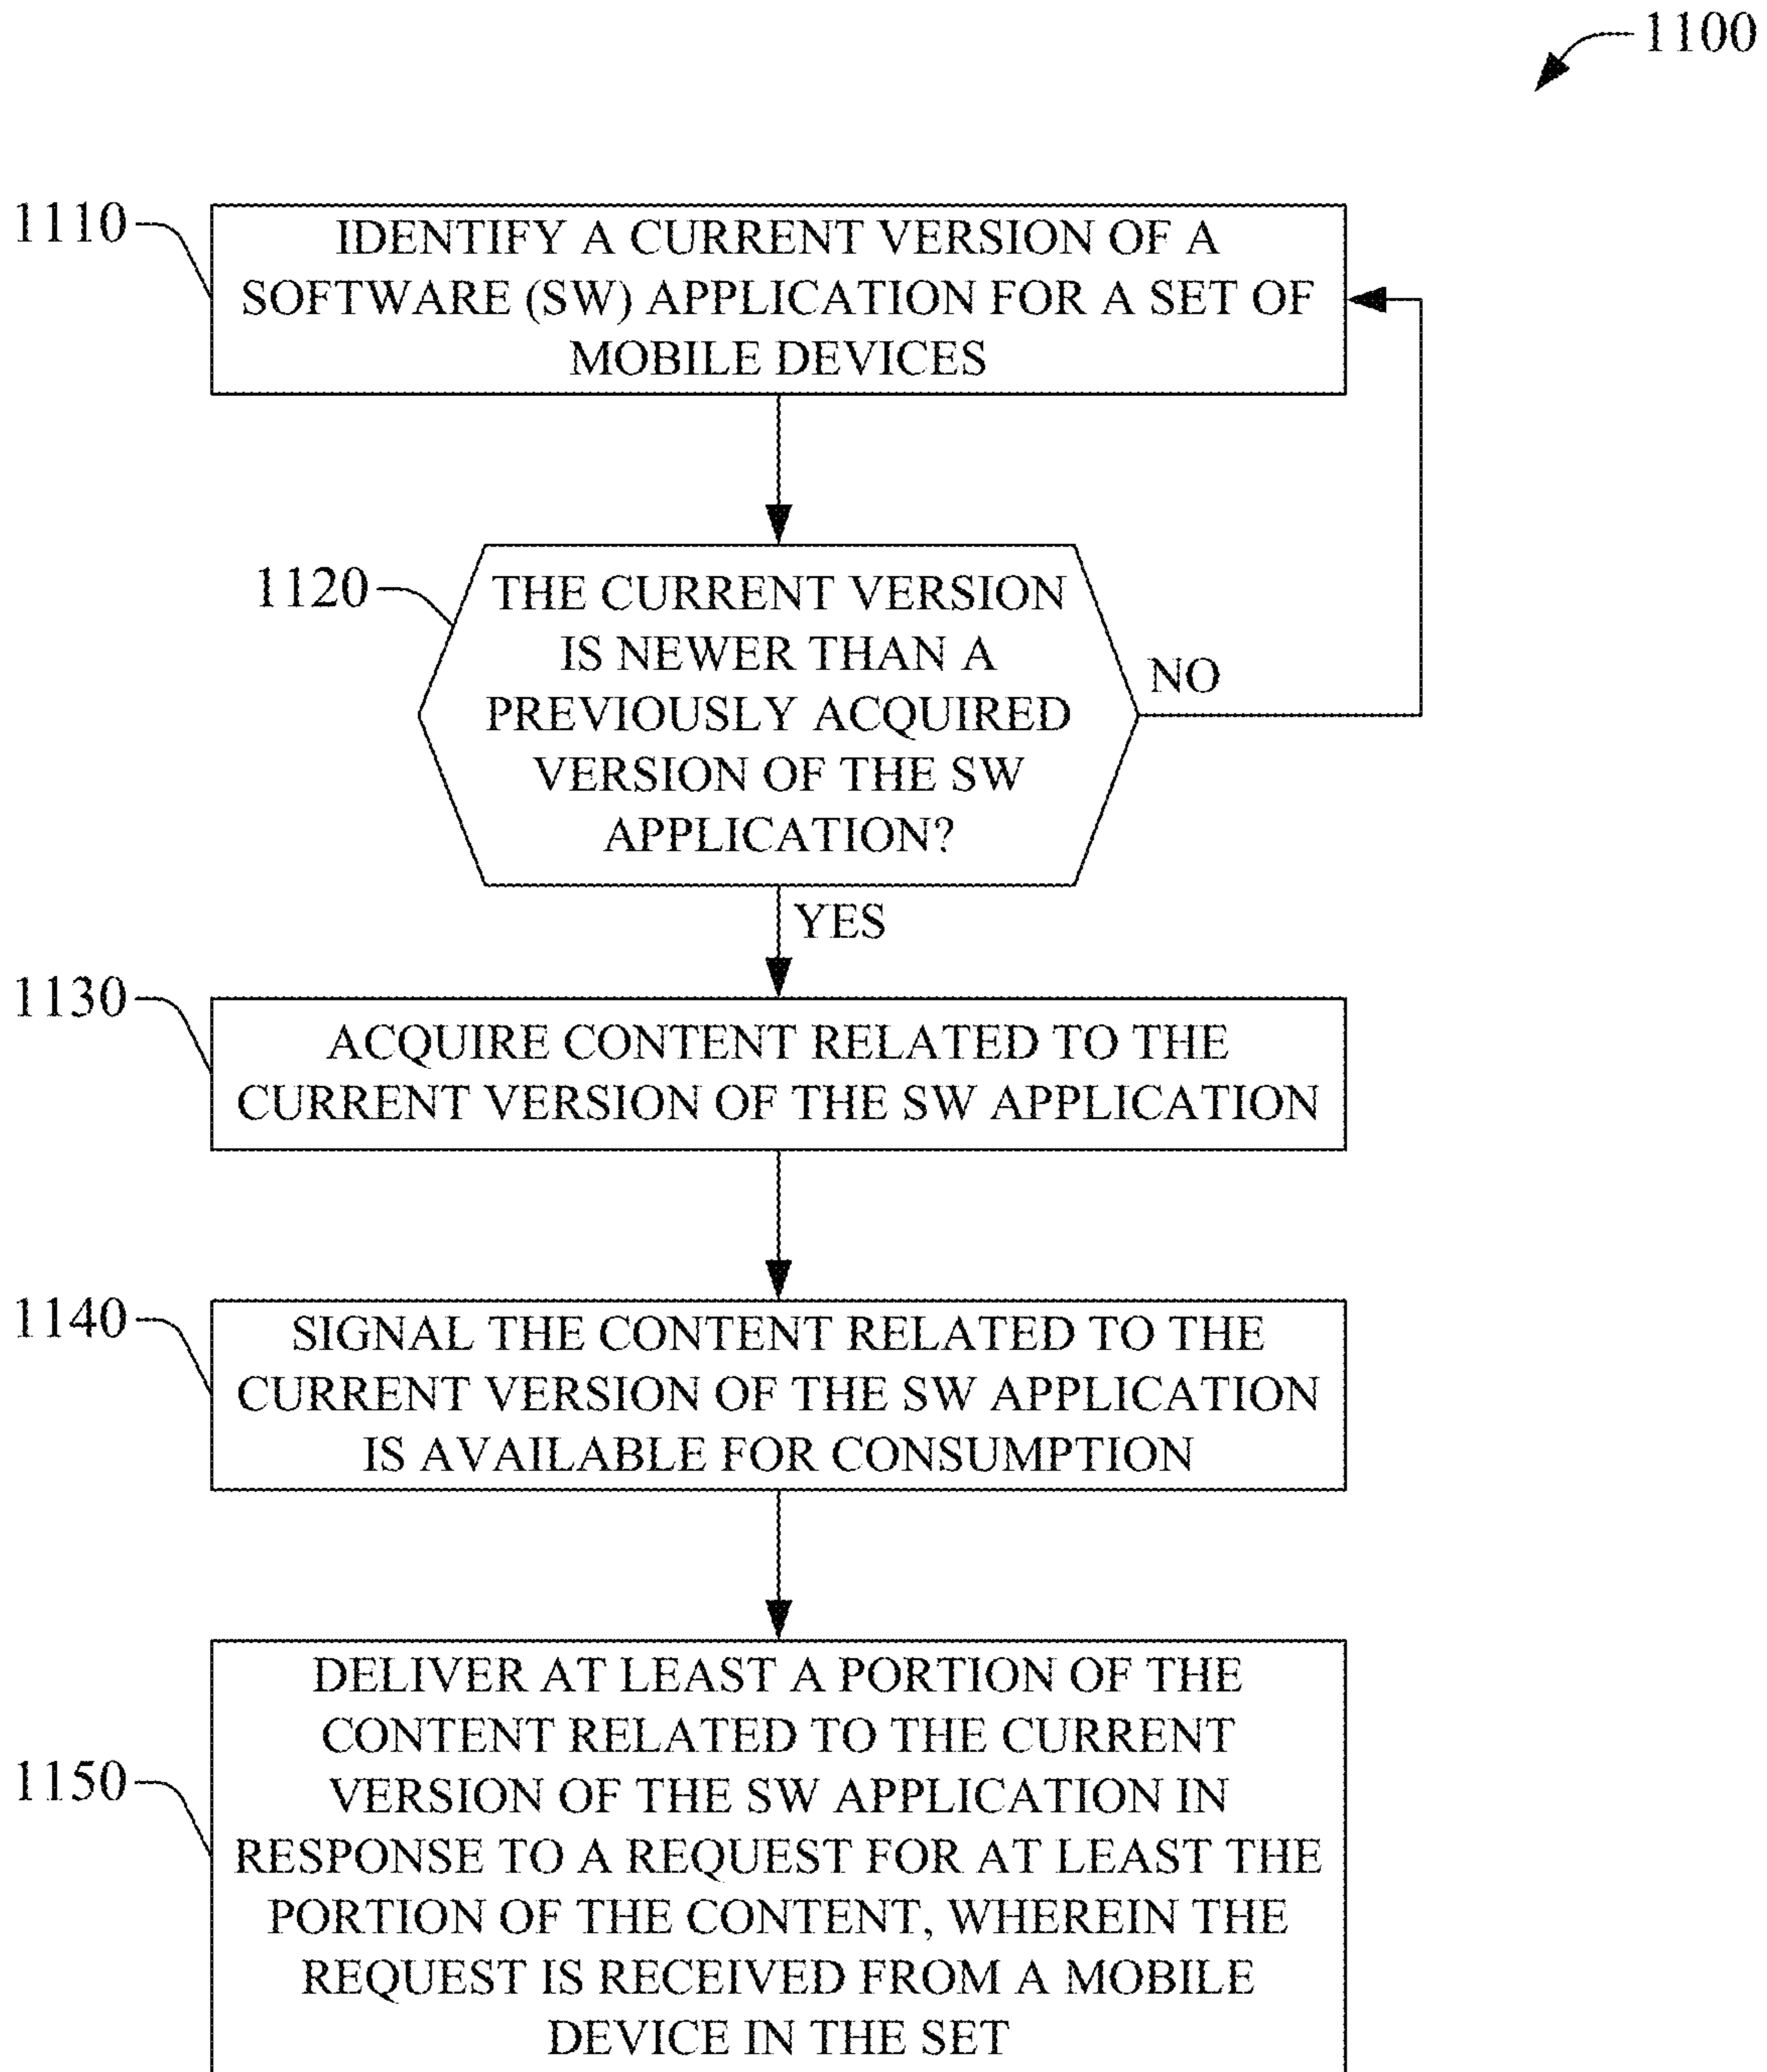 1100
1110
IDENTIFY A CURRENT VERSION OF A
SOFTWARE (SW) APPLICATION FOR A SET OF
MOBILE DEVICES
1120
THE CURRENT VERSION
IS NEWER THAN A
PREVIOUSLY ACQUIRED
VERSION OF THE SW
APPLICATION?
NO
YES
1130
ACQUIRE CONTENT RELATED TO THE
CURRENT VERSION OF THE SW APPLICATION
1140
SIGNAL THE CONTENT RELATED TO THE
CURRENT VERSION OF THE SW APPLICATION
IS AVAILABLE FOR CONSUMPTION
1150
DELIVER AT LEAST A PORTION OF THE
CONTENT RELATED TO THE CURRENT
VERSION OF THE SW APPLICATION IN
RESPONSE TO A REQUEST FOR AT LEAST THE
PORTION OF THE CONTENT, WHEREIN THE
REQUEST IS RECEIVED FROM A MOBILE
DEVICE IN THE SET